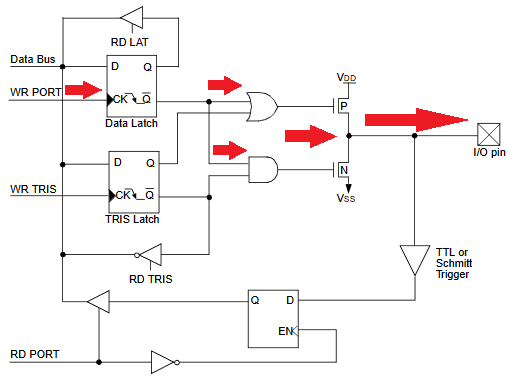 RD LAT
Data Bus
D Q
VDD
WR PORT
CK Q
P
Data Latch
I/O pin
D Q
N
WR TRIS
CK Q
VSS
TRIS Latch
TTL or
Schmitt
Trigger
RD TRIS
Q D
EN
RD PORT